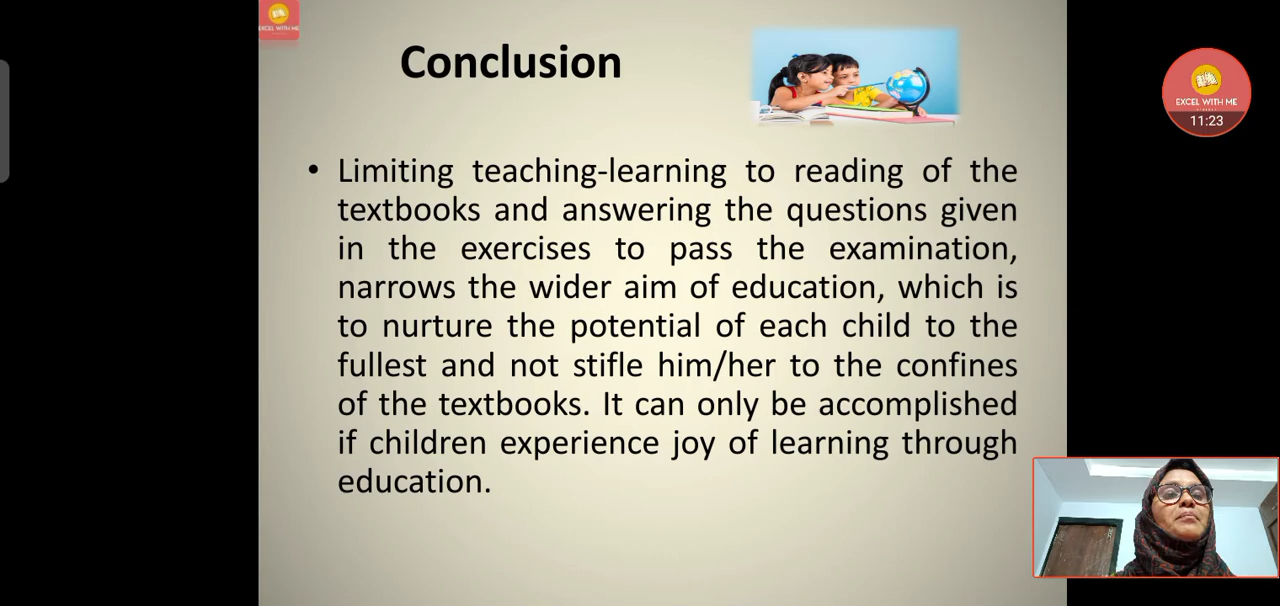 EXCEL WITH ME
Conclusion
EXCEL WITH ME
11:23
• Limiting teaching-learning to reading of the
textbooks and answering the questions given
in the exercises to pass the examination,
narrows the wider aim of education, which is
to nurture the potential of each child to the
fullest and not stifle him/her to the confines
of the textbooks. It can only be accomplished
if children experience joy of learning through
education.